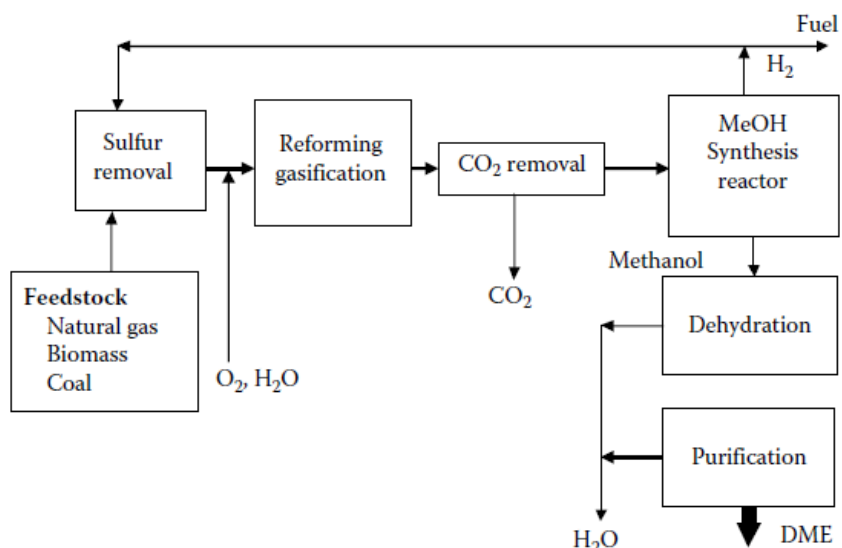 Fuel
H₂
Sulfur
removal
Reforming
gasification
CO₂ removal
MeOH
Synthesis
reactor
Methanol
CO₂
Feedstock
Natural gas
Biomass
Coal
O₂, H₂O
Dehydration
Purification
H₂O
DME